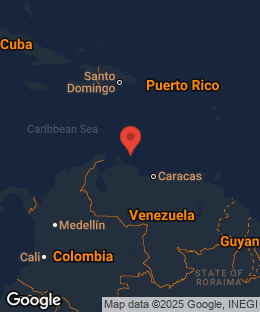 Cuba
Santo
Domingo
Puerto Rico
Caribbean Sea
Caracas
Venezuela
Medellín
Guyan
Cali
Colombia
STATE OF
RORAIMA
Google
Map data ©2025 Google, INEGI